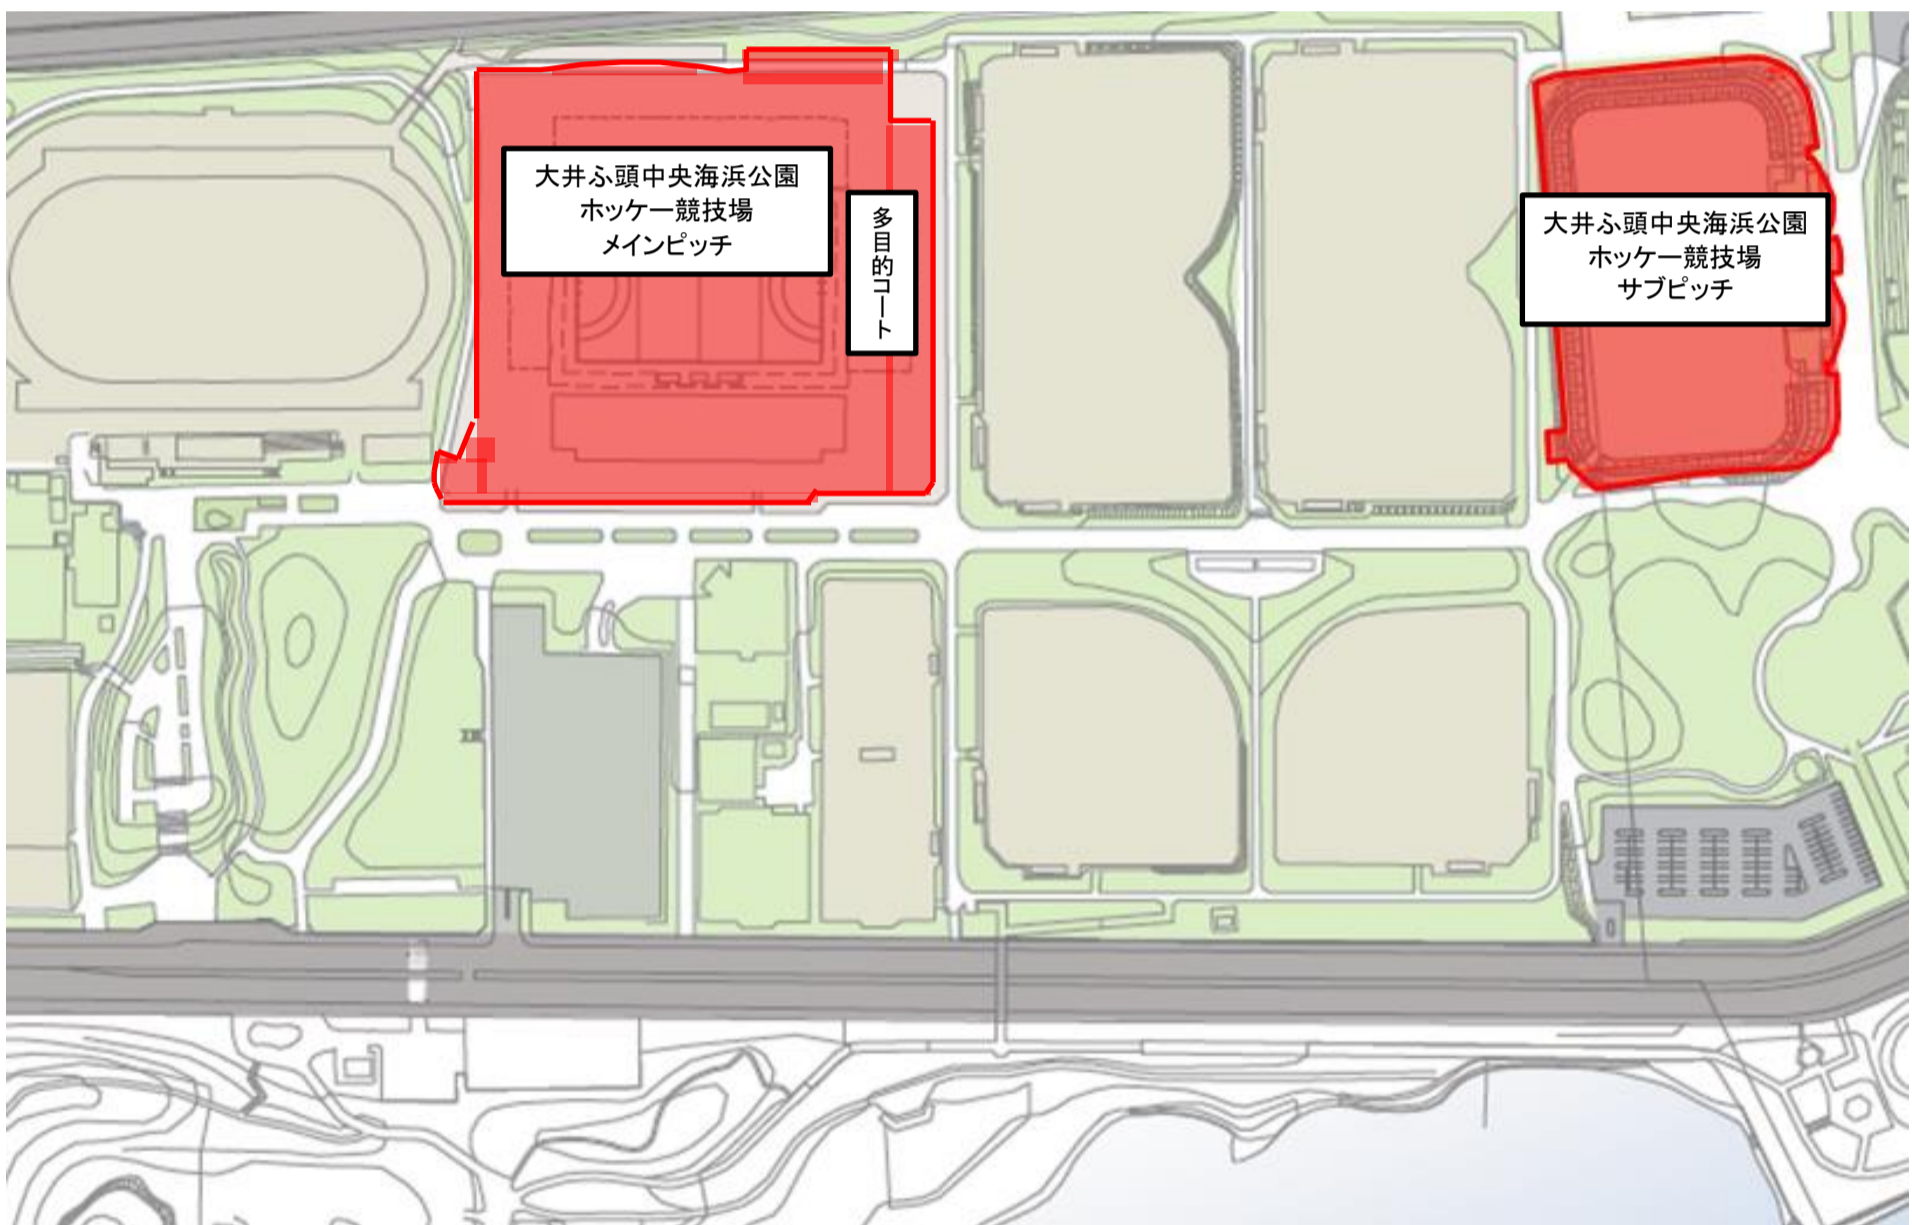 大井ふ頭中央海浜公園
ホッケー競技場
メインピッチ
多目的コート
大井ふ頭中央海浜公園
ホッケー競技場
サブピッチ